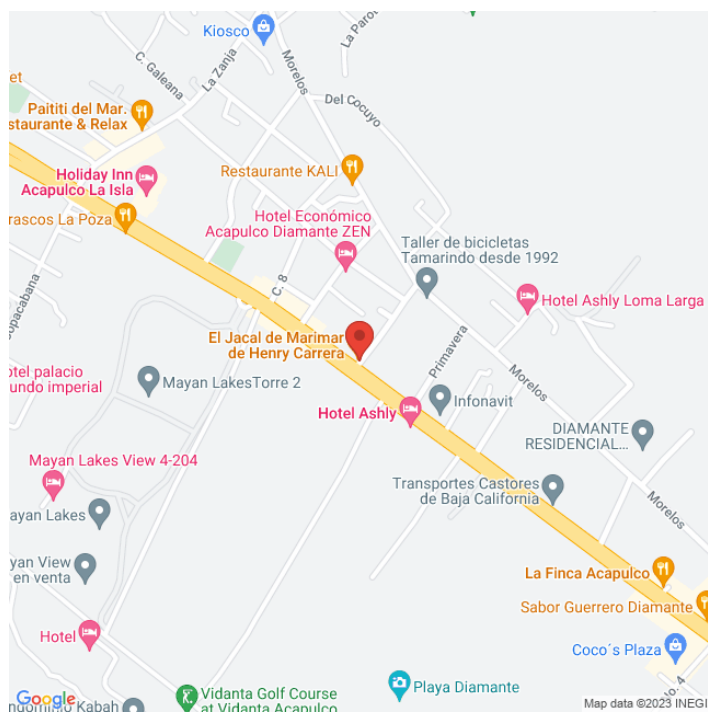 Kiosco
La Parot
C. Galeana
La Zanja
Morelos
Del Cocuyo
et
Paititi del Mar.
staurante & Relax
Restaurante KALI
Holiday Inn
Acapulco La Isla
rrascos La Poza
Hotel Económico
Acapulco Diamante ZEN
Taller de bicicletas
Tamarindo desde 1992
C. 8
opacabana
Hotel Ashly Loma Larga
El Jacal de Marimar
de Henry Carrera
Primavera
otel palacio
undo imperial
Mayan LakesTorre 2
Morelos
Hotel Ashly
Infonavit
DIAMANTE
RESIDENCIAL...
Mayan Lakes View 4-204
Transportes Castores
de Baja California
ayan Lakes
Morelos
yan View
en venta
La Finca Acapulco
Sabor Guerrero Diamante
Hotel
Coco´s Plaza
Vidanta Golf Course
at Vidanta Acapulco
Playa Diamante
o. 4
Google
ndominio Kabah
Map data ©2023 INEGI